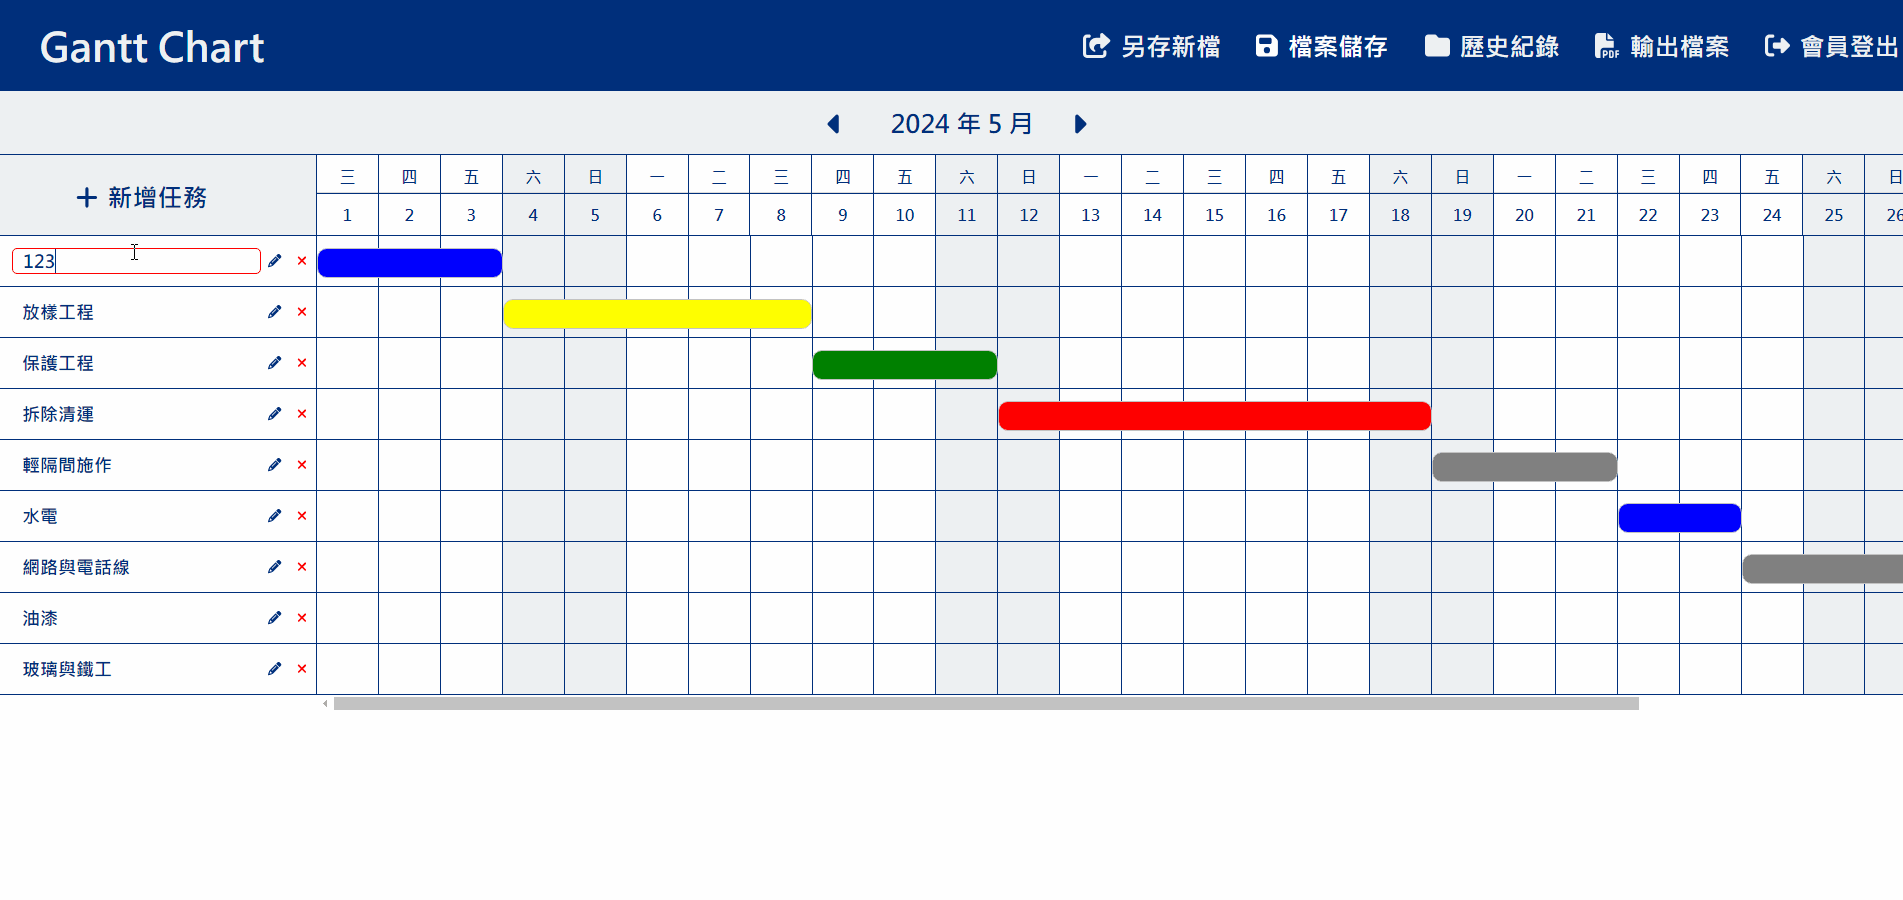 Gantt Chart
另存新檔 檔案儲存 歷史紀錄 PDF 輸出檔案 會員登出
2024 年 5 月
新增任務
三 四 五 六 日 一 二 三 四 五 六 日 一 二 三 四 五 六 日 一 二 三 四 五 六 日
1 2 3 4 5 6 7 8 9 10 11 12 13 14 15 16 17 18 19 20 21 22 23 24 25 26
123
放樣工程
保護工程
拆除清運
輕隔間施作
水電
網路與電話線
油漆
玻璃與鐵工